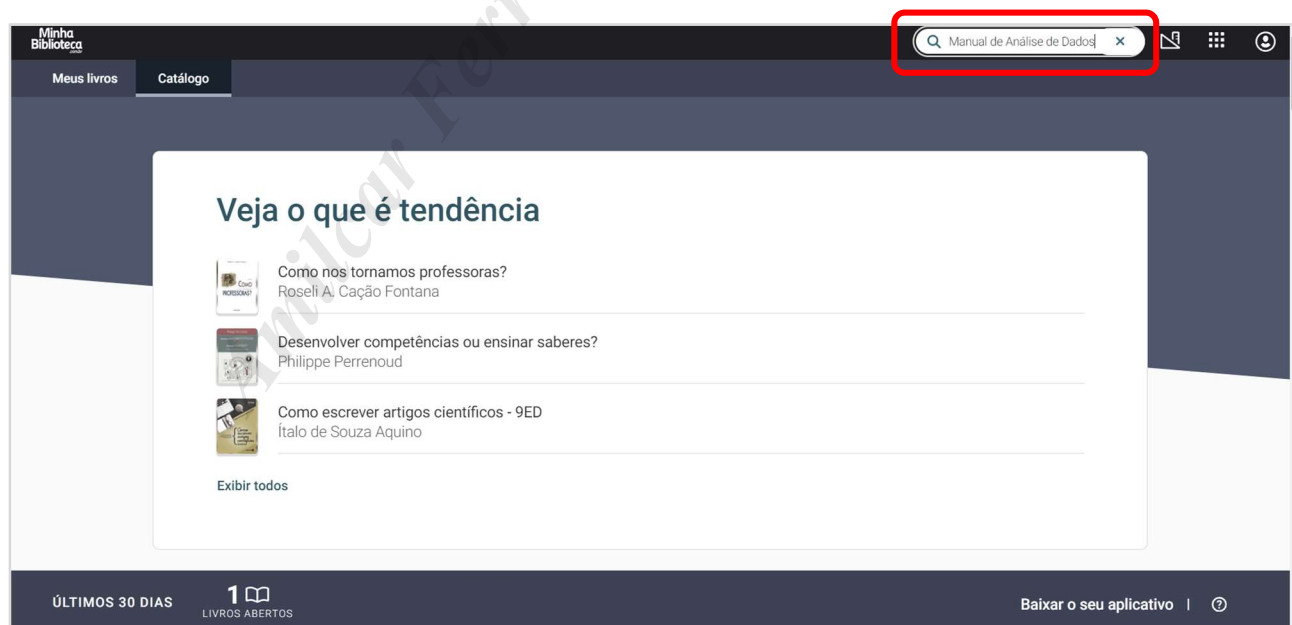 Minha
Biblioteca
Manual de Análise de Dados
Meus livros
Catálogo
Veja o que é tendência
Como nos tornamos professoras?
Roseli A. Cação Fontana
Desenvolver competências ou ensinar saberes?
Philippe Perrenoud
Como escrever artigos científicos - 9ED
Ítalo de Souza Aquino
Exibir todos
ÚLTIMOS 30 DIAS
1
LIVROS ABERTOS
Baixar o seu aplicativo |
Amilcar